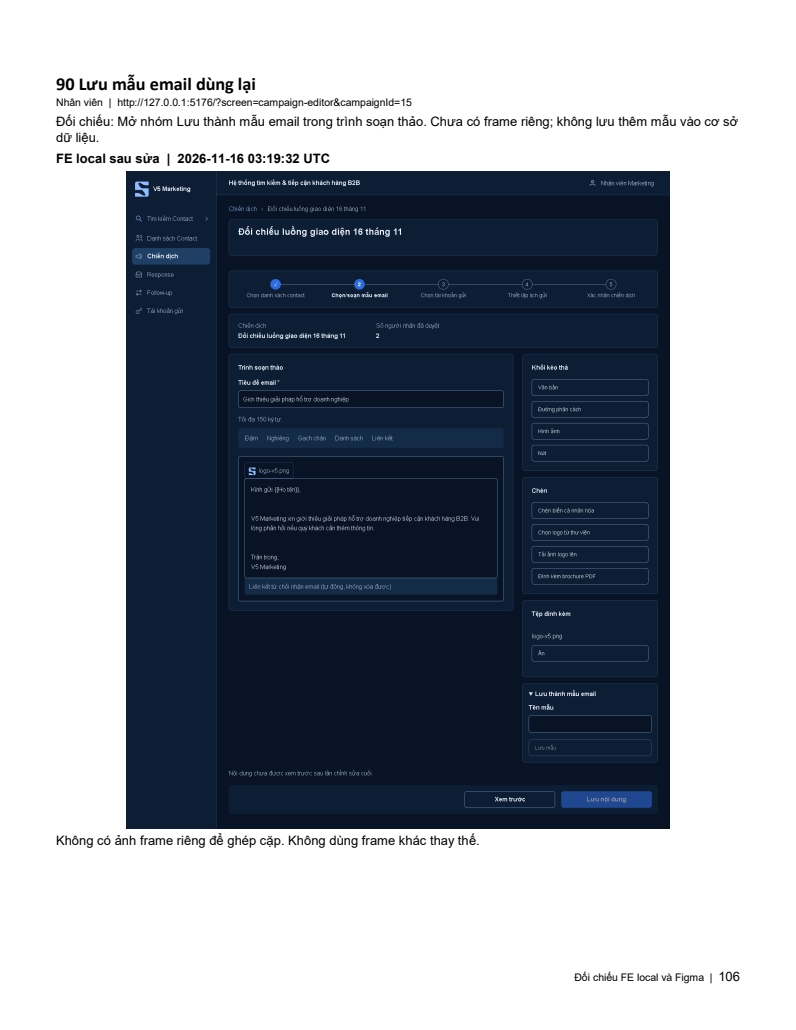 90 Lưu mẫu email dùng lại
Nhân viên | http://127.0.0.1:5176/?screen=campaign-editor&campaignId=15
Đối chiếu: Mở nhóm Lưu thành mẫu email trong trình soạn thảo. Chưa có frame riêng; không lưu thêm mẫu vào cơ sở
dữ liệu.
FE local sau sửa | 2026-11-16 03:19:32 UTC
V5 Marketing
Tìm kiếm Contact
Danh sách Contact
Chiến dịch
Response
Follow-up
Tài khoản gửi
Hệ thống tìm kiếm & tiếp cận khách hàng B2B
Nhân viên Marketing
Chiến dịch › Đối chiếu luồng giao diện 16 tháng 11
Đối chiếu luồng giao diện 16 tháng 11
Chọn danh sách contact
2
Chọn/soạn mẫu email
3
Chọn tài khoản gửi
4
Thiết lập lịch gửi
5
Xác nhận chiến dịch
Chiến dịch
Đối chiếu luồng giao diện 16 tháng 11
Số người nhận đã duyệt
2
Trình soạn thảo
Tiêu đề email *
Giới thiệu giải pháp hỗ trợ doanh nghiệp
Tối đa 150 ký tự.
Đậm Nghiêng Gạch chân Danh sách Liên kết
logo-v5.png
Kính gửi {{Họ tên}},
V5 Marketing xin giới thiệu giải pháp hỗ trợ doanh nghiệp tiếp cận khách hàng B2B. Vui
lòng phản hồi nếu quý khách cần thêm thông tin.
Trân trọng,
V5 Marketing
Liên kết từ chối nhận email (tự động, không xóa được)
Khối kéo thả
Văn bản
Đường phân cách
Hình ảnh
Nút
Chèn
Chèn biến cá nhân hóa
Chọn logo từ thư viện
Tải ảnh logo lên
Đính kèm brochure PDF
Tệp đính kèm
logo-v5.png
Ẩn
▼ Lưu thành mẫu email
Tên mẫu
Lưu mẫu
Nội dung chưa được xem trước sau lần chỉnh sửa cuối.
Xem trước
Lưu nội dung
Không có ảnh frame riêng để ghép cặp. Không dùng frame khác thay thế.
Đối chiếu FE local và Figma | 106